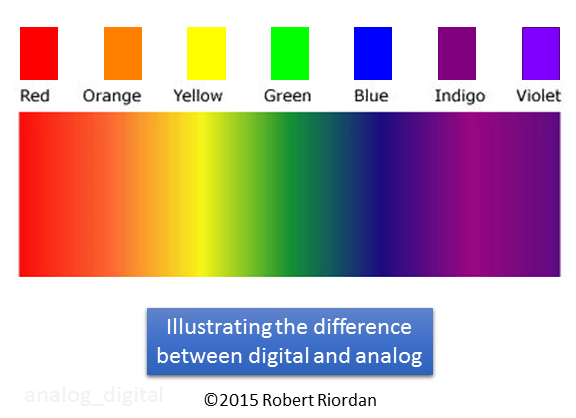 Red Orange Yellow Green Blue Indigo Violet
Illustrating the difference
between digital and analog
analog_digital
©2015 Robert Riordan